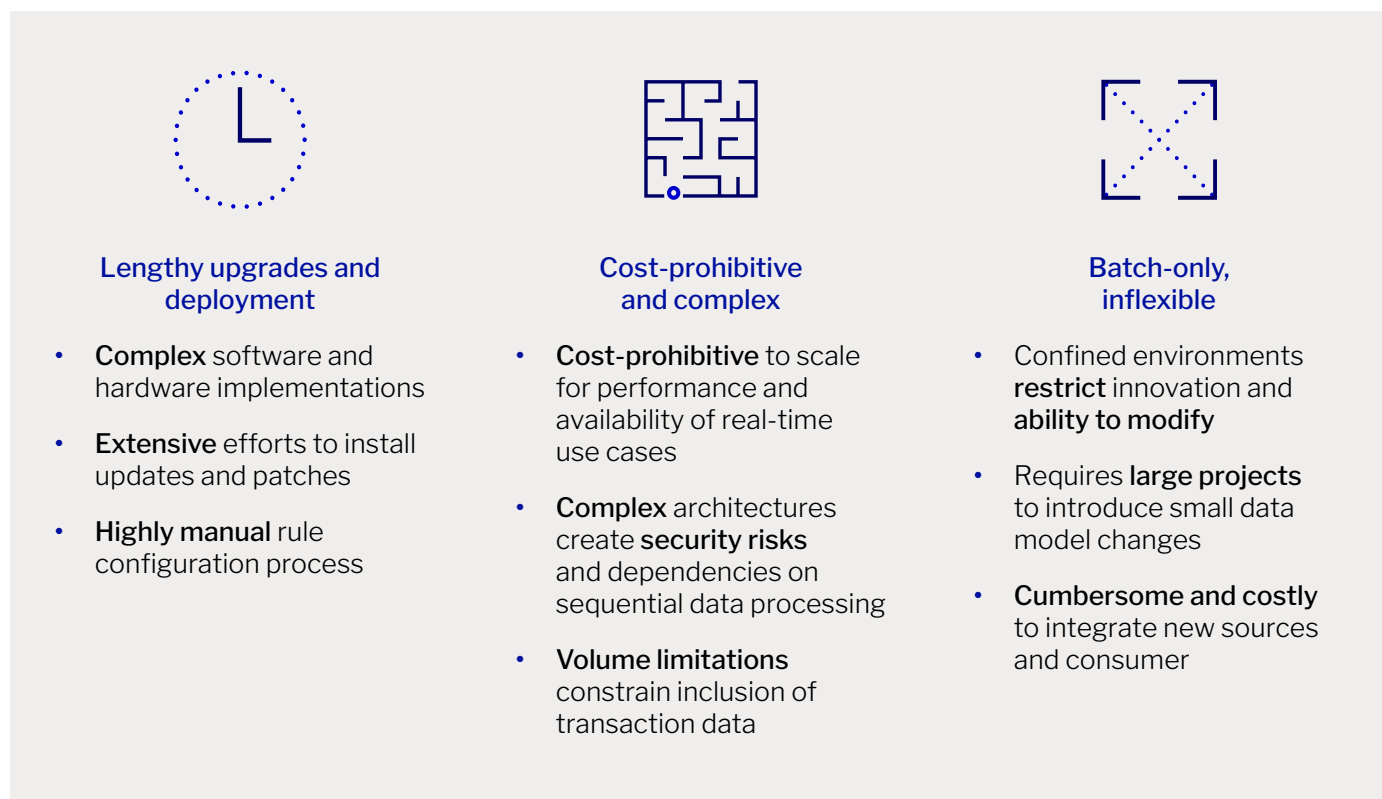 Lengthy upgrades and
deployment
• Complex software and
hardware implementations
• Extensive efforts to install
updates and patches
• Highly manual rule
configuration process
Cost-prohibitive
and complex
• Cost-prohibitive to scale
for performance and
availability of real-time
use cases
• Complex architectures
create security risks
and dependencies on
sequential data processing
• Volume limitations
constrain inclusion of
transaction data
Batch-only,
inflexible
• Confined environments
restrict innovation and
ability to modify
• Requires large projects
to introduce small data
model changes
• Cumbersome and costly
to integrate new sources
and consumer